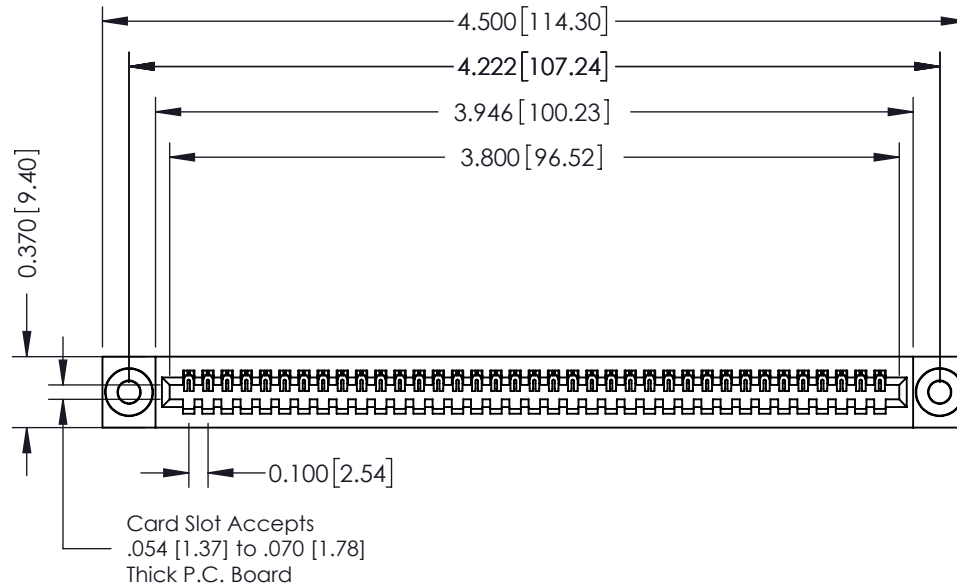 4.500 [114.30]
4.222 [107.24]
3.946 [100.23]
3.800 [96.52]
0.370 [9.40]
0.100 [2.54]
Card Slot Accepts
.054 [1.37] to .070 [1.78]
Thick P.C. Board